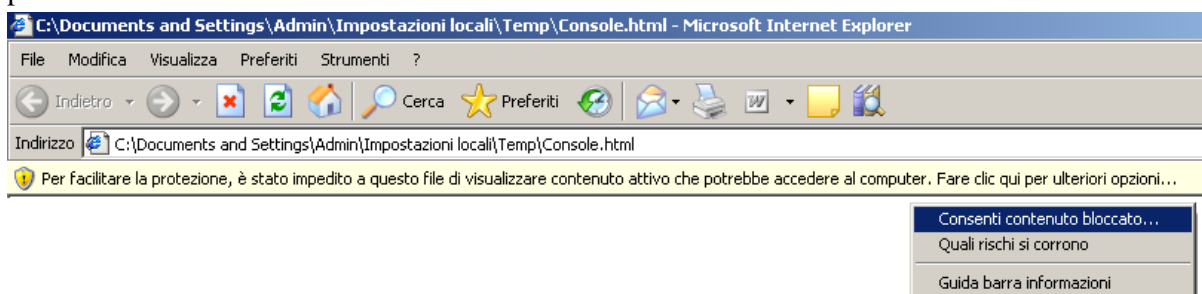 C:\Documents and Settings\Admin\Impostazioni locali\Temp\Console.html - Microsoft Internet Explorer
File Modifica Visualizza Preferiti Strumenti ?
Indietro Cerca Preferiti W
Indirizzo C:\Documents and Settings\Admin\Impostazioni locali\Temp\Console.html
Per facilitare la protezione, è stato impedito a questo file di visualizzare contenuto attivo che potrebbe accedere al computer. Fare clic qui per ulteriori opzioni...
Consenti contenuto bloccato...
Quali rischi si corrono
Guida barra informazioni